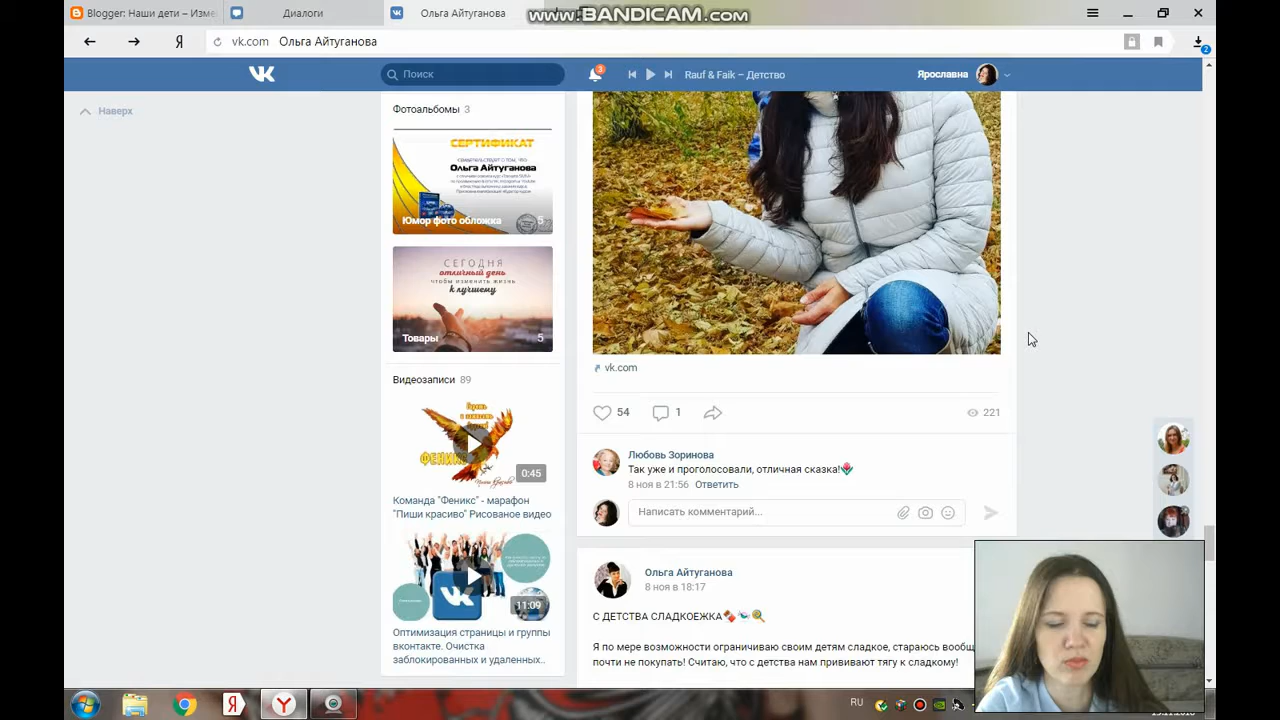 Blogger: Наши дети – Изме
Диалоги
Ольга Айтуганова
www.BANDICAM.com
Я
vk.com Ольга Айтуганова
2
Поиск
3
Rauf & Faik – Детство
Ярославна
Наверх
Фотоальбомы 3
СЕРТИФИКАТ
Ольга Айтуганова
Юмор фото обложка 5
СЕГОДНЯ
отличный день
чтобы изменить жизнь
к лучшему
Товары 5
Видеозаписи 89
ФЕНИКС
0:45
Команда "Феникс" - марафон
"Пиши красиво" Рисованое видео
11:09
Оптимизация страницы и группы
вконтакте. Очистка
заблокированных и удаленных..
vk.com
54
1
221
Любовь Зоринова
Так уже и проголосовали, отличная сказка!
8 ноя в 21:56 Ответить
Написать комментарий...
Ольга Айтуганова
8 ноя в 18:17
С ДЕТСТВА СЛАДКОЕЖКА
Я по мере возможности ограничиваю своим детям сладкое, стараюсь вообщ
почти не покупать! Считаю, что с детства нам прививают тягу к сладкому!
RU